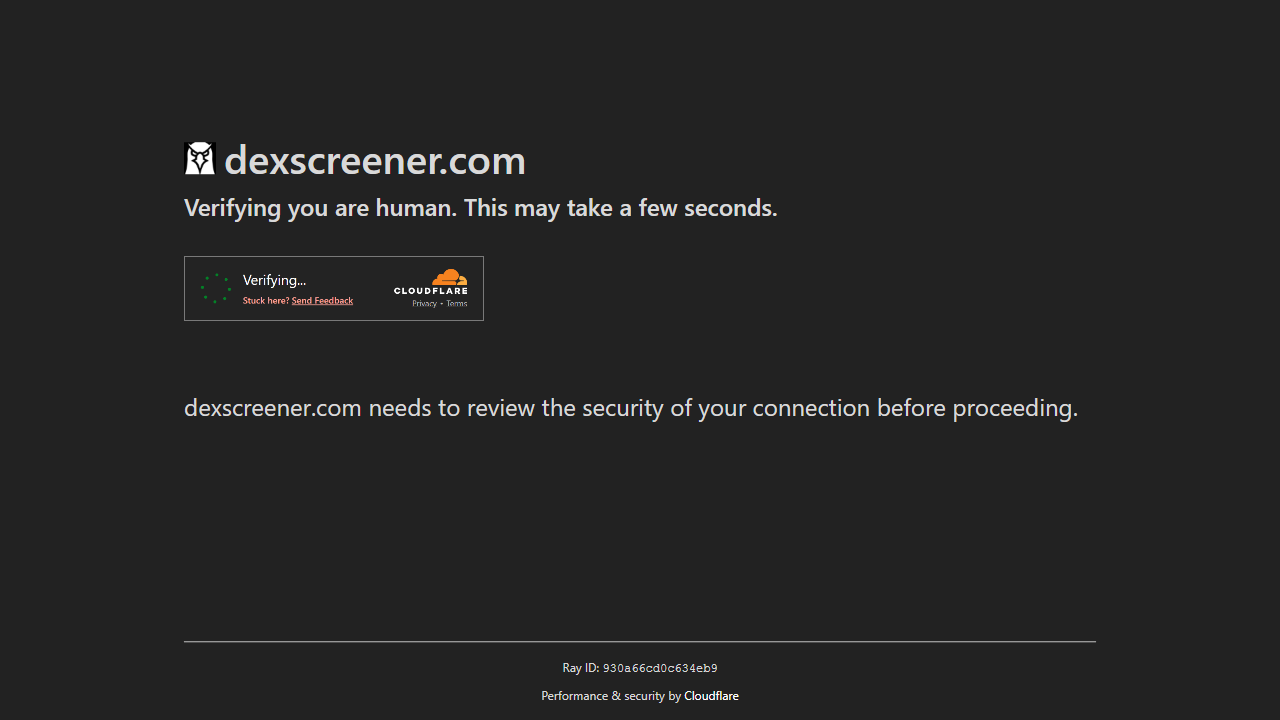 dexscreener.com
Verifying you are human. This may take a few seconds.
Verifying...
Stuck here? Send Feedback
CLOUDFLARE
Privacy • Terms
dexscreener.com needs to review the security of your connection before proceeding.
Ray ID: 930a66cd0c634eb9
Performance & security by Cloudflare